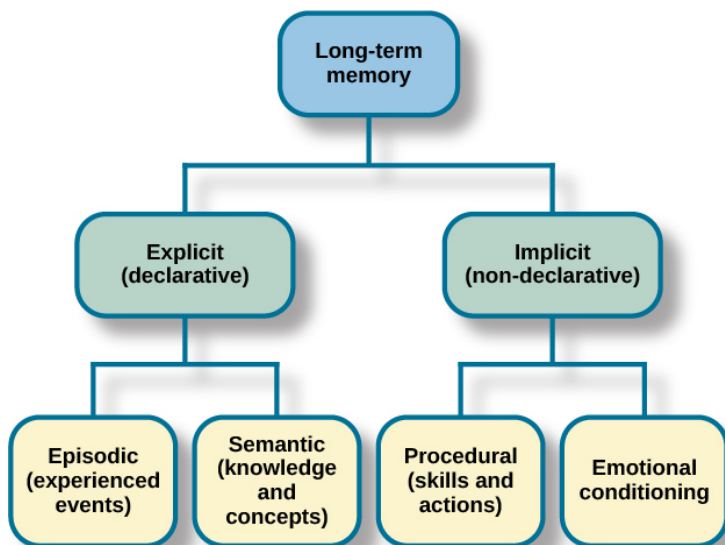 Long-term
memory
Explicit
(declarative)
Implicit
(non-declarative)
Episodic
(experienced
events)
Semantic
(knowledge
and
concepts)
Procedural
(skills and
actions)
Emotional
conditioning